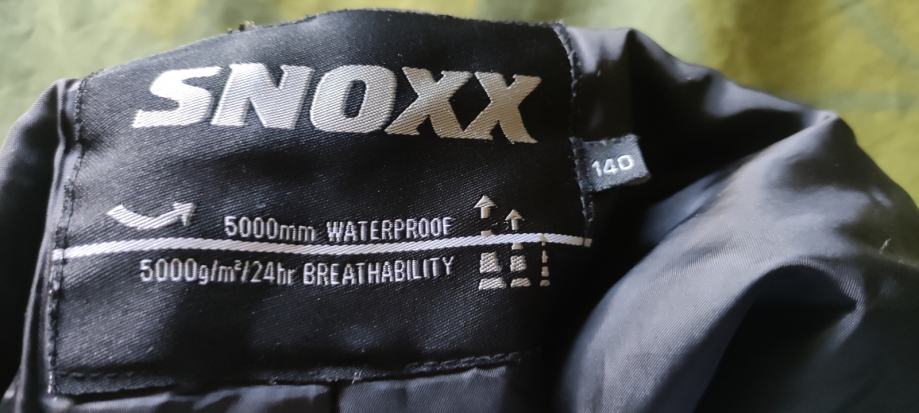 SNOXX
140
5000mm WATERPROOF
5000g/m²/24hr BREATHABILITY